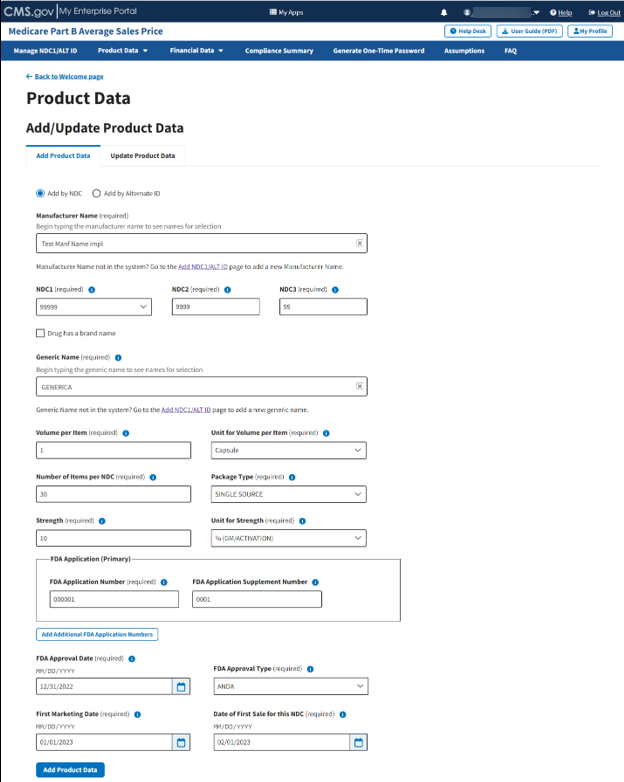 CMS.gov My Enterprise Portal My Apps Help Log Out
Medicare Part B Average Sales Price Help Desk User Guide (PDF) My Profile
Manage NDC1/ALT ID Product Data Financial Data Compliance Summary Generate One-Time Password Assumptions FAQ
← Back to Welcome page
Product Data
Add/Update Product Data
Add Product Data Update Product Data
Add by NDC Add by Alternate ID
Manufacturer Name (required)
Begin typing the manufacturer name to see names for selection
Test Manf Name Impl
Manufacturer Name not in the system? Go to the Add NDC1/ALT ID page to add a new Manufacturer Name.
NDC1 (required) NDC2 (required) NDC3 (required)
99999 9999 99
Drug has a brand name
Generic Name (required)
Begin typing the generic name to see names for selection
GENERICA
Generic Name not in the system? Go to the Add NDC1/ALT ID page to add a new generic name.
Volume per Item (required) Unit for Volume per Item (required)
1 Capsule
Number of Items per NDC (required) Package Type (required)
30 SINGLE SOURCE
Strength (required) Unit for Strength (required)
10 % (GM/ACTIVATION)
FDA Application (Primary)
FDA Application Number (required) FDA Application Supplement Number
000001 0001
Add Additional FDA Application Numbers
FDA Approval Date (required) FDA Approval Type (required)
MM/DD/YYYY
12/31/2022 ANDA
First Marketing Date (required) Date of First Sale for this NDC (required)
MM/DD/YYYY MM/DD/YYYY
01/01/2023 02/01/2023
Add Product Data